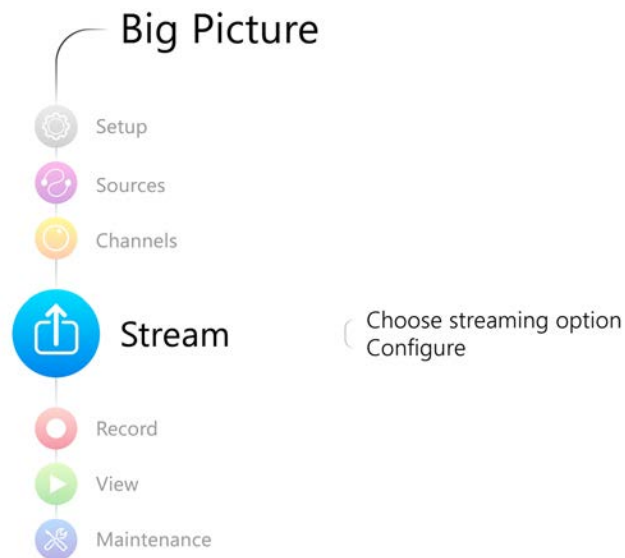 Big Picture
Setup
Sources
Channels
Stream
Choose streaming option
Configure
Record
View
Maintenance